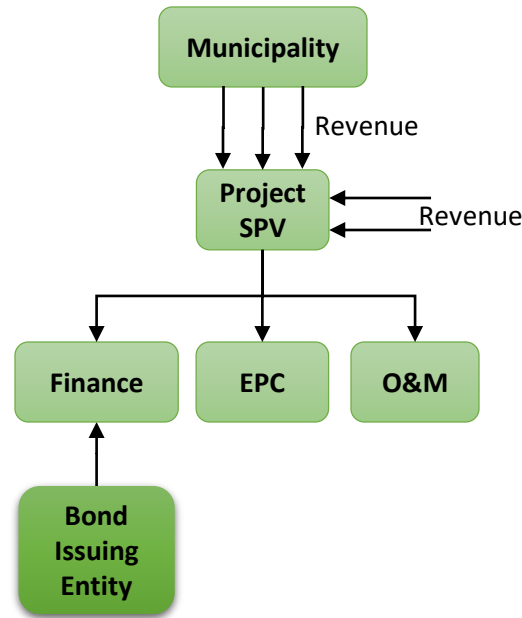 Municipality
Revenue
Project
SPV
Revenue
Finance
EPC
O&M
Bond
Issuing
Entity